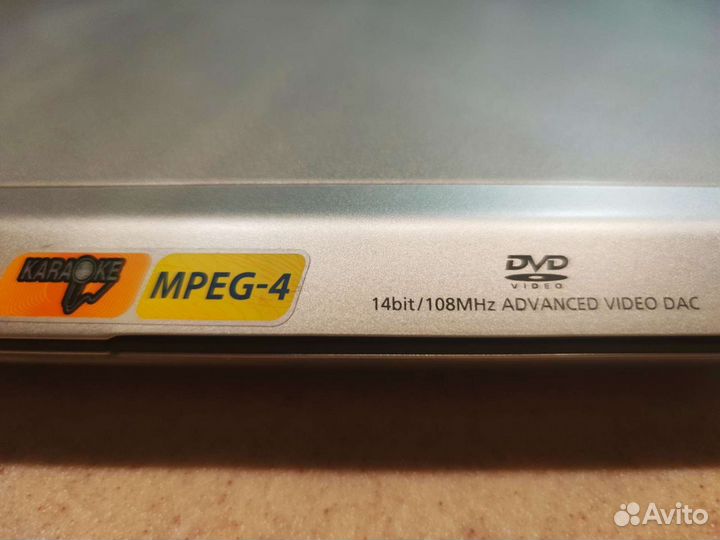 KARAOKE
MPEG-4
DVD
VIDEO
14bit/108MHz ADVANCED VIDEO DAC
Avito